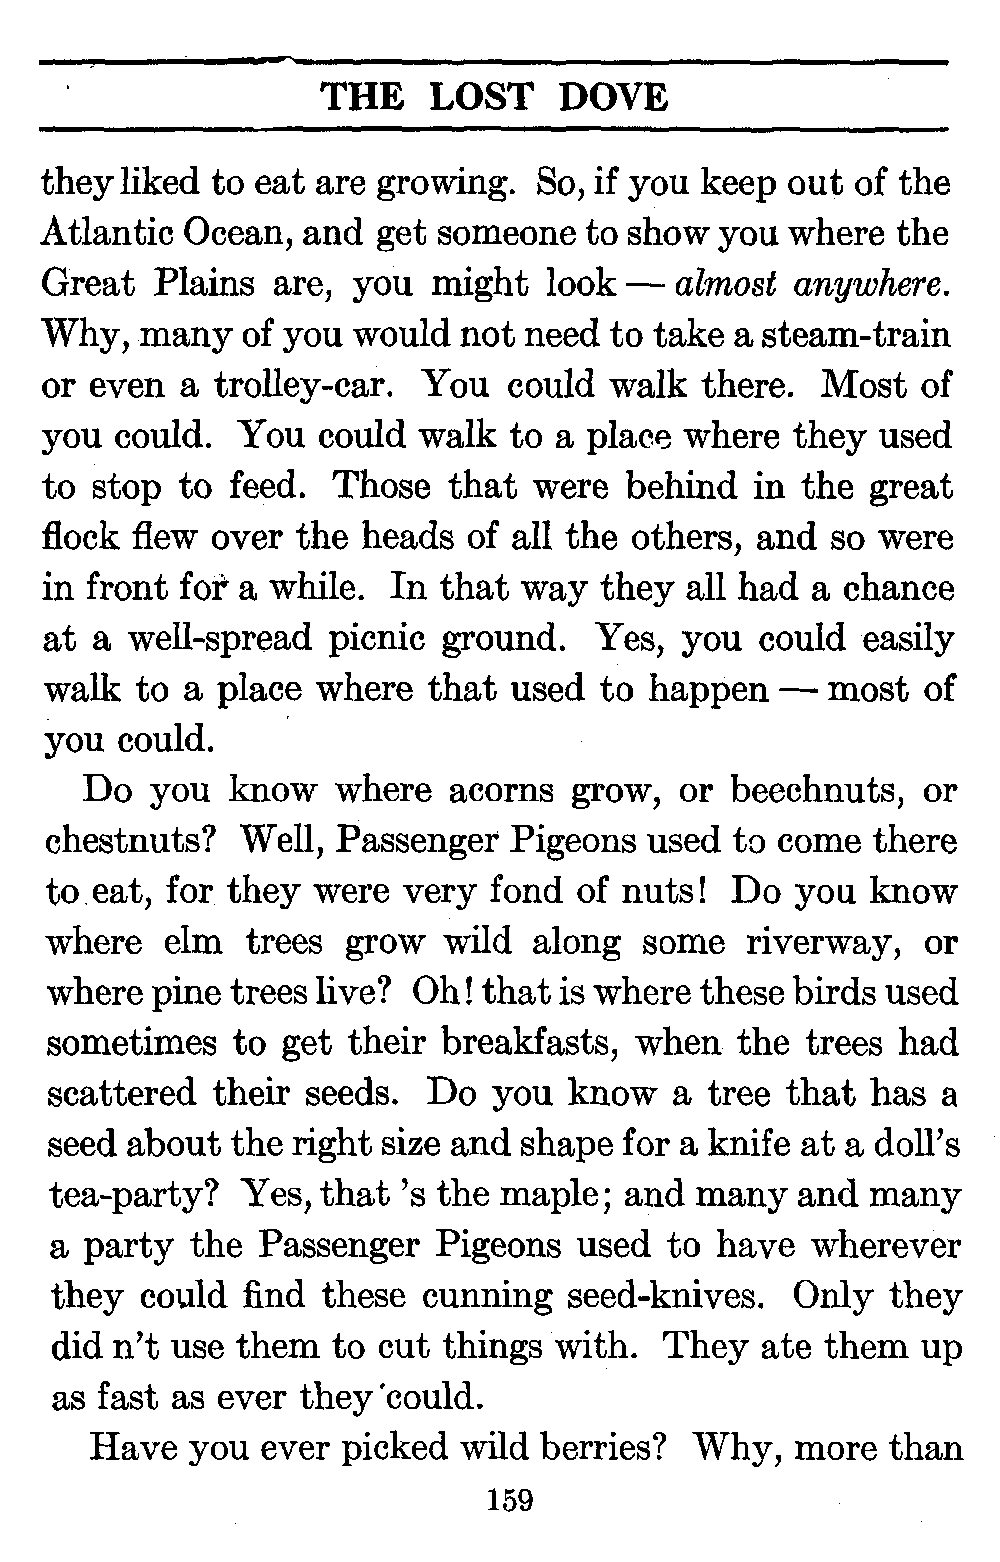 THE LOST DOVE
they liked to eat are growing. So, if you keep out of the
Atlantic Ocean, and get someone to show you where the
Great Plains are, you might look — almost anywhere.
Why, many of you would not need to take a steam-train
or even a trolley-car. You could walk there. Most of
you could. You could walk to a place where they used
to stop to feed. Those that were behind in the great
flock flew over the heads of all the others, and so were
in front for a while. In that way they all had a chance
at a well-spread picnic ground. Yes, you could easily
walk to a place where that used to happen — most of
you could.
Do you know where acorns grow, or beechnuts, or
chestnuts? Well, Passenger Pigeons used to come there
to eat, for they were very fond of nuts! Do you know
where elm trees grow wild along some riverway, or
where pine trees live? Oh! that is where these birds used
sometimes to get their breakfasts, when the trees had
scattered their seeds. Do you know a tree that has a
seed about the right size and shape for a knife at a doll's
tea-party? Yes, that 's the maple; and many and many
a party the Passenger Pigeons used to have wherever
they could find these cunning seed-knives. Only they
did n't use them to cut things with. They ate them up
as fast as ever they could.
Have you ever picked wild berries? Why, more than
159